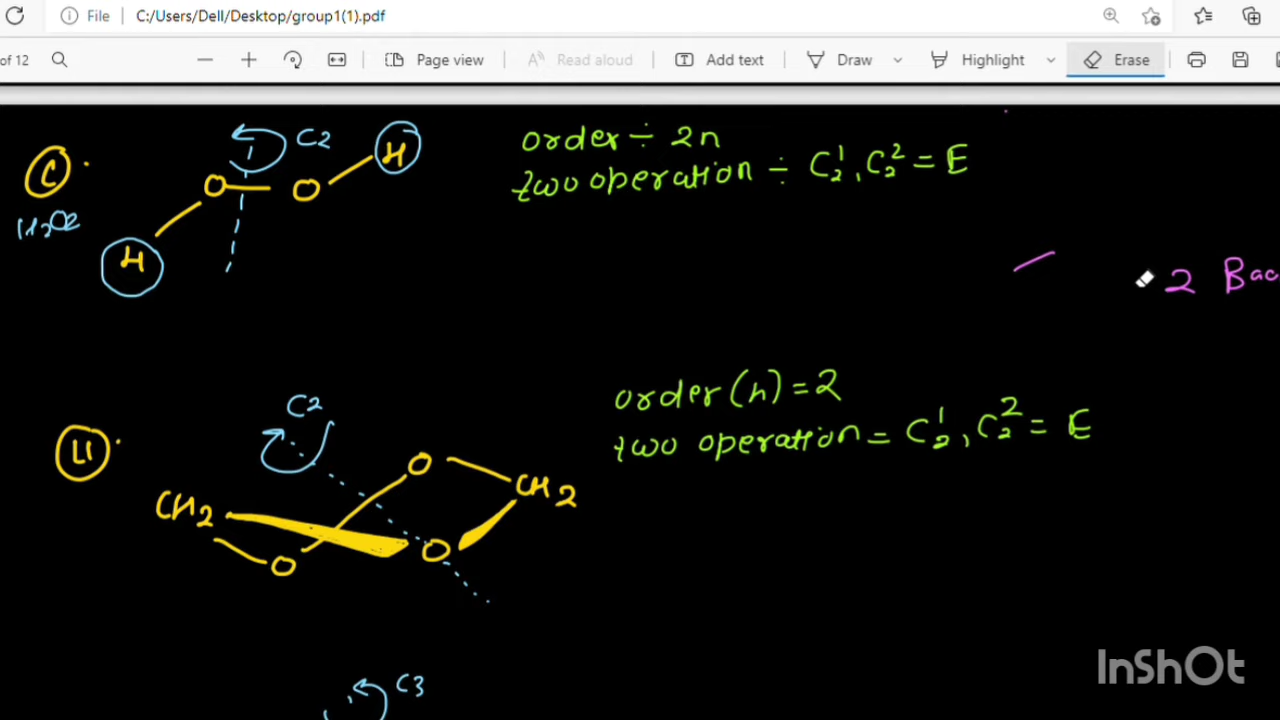 File C:/Users/Dell/Desktop/group1(1).pdf
of 12 Page view Read aloud Add text Draw Highlight Erase
C2
H
order ÷ 2n
C
O O
two operation ÷ C₂¹, C₂² = E
H2O2
H
2 Bac
C2
order (n) = 2
two operation = C₂¹, C₂² = E
O
CH2
CH2
O
O
InShOt
C3